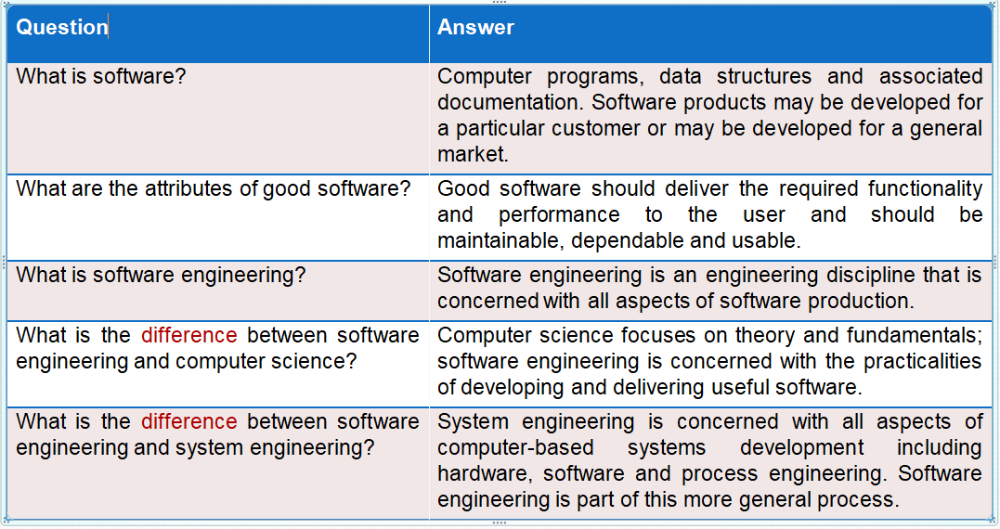 Question
Answer
What is software?
Computer programs, data structures and associated
documentation. Software products may be developed for
a particular customer or may be developed for a general
market.
What are the attributes of good software?
Good software should deliver the required functionality
and performance to the user and should be
maintainable, dependable and usable.
What is software engineering?
Software engineering is an engineering discipline that is
concerned with all aspects of software production.
What is the difference between software
engineering and computer science?
Computer science focuses on theory and fundamentals;
software engineering is concerned with the practicalities
of developing and delivering useful software.
What is the difference between software
engineering and system engineering?
System engineering is concerned with all aspects of
computer-based systems development including
hardware, software and process engineering. Software
engineering is part of this more general process.